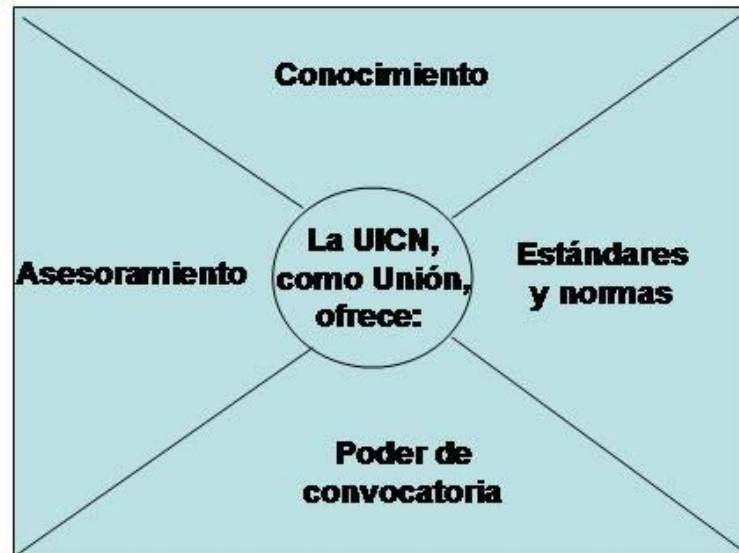 Conocimiento
Asesoramiento
La UICN,
como Unión,
ofrece:
Estándares
y normas
Poder de
convocatoria